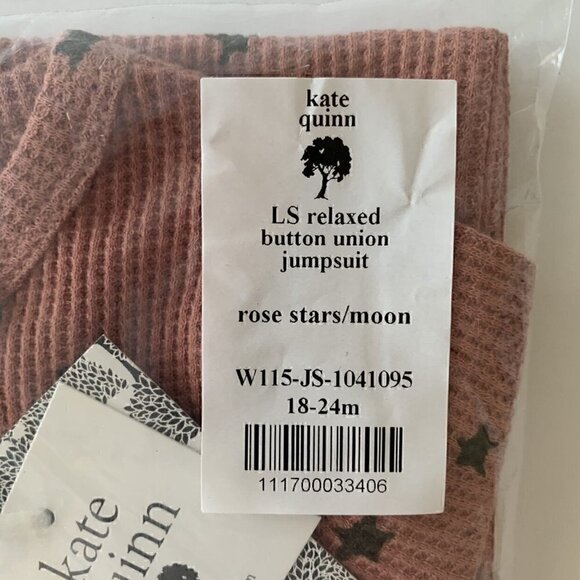 kate
quinn
LS relaxed
button union
jumpsuit
rose stars/moon
W115-JS-1041095
18-24m
111700033406
kate
quinn